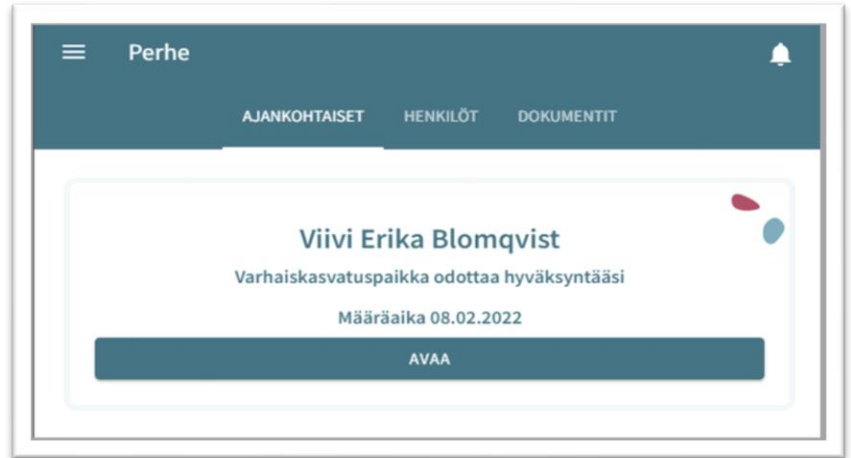 Perhe
AJANKOHTAISET HENKILÖT DOKUMENTIT
Viivi Erika Blomqvist
Varhaiskasvatuspaikka odottaa hyväksyntääsi
Määräaika 08.02.2022
AVAA